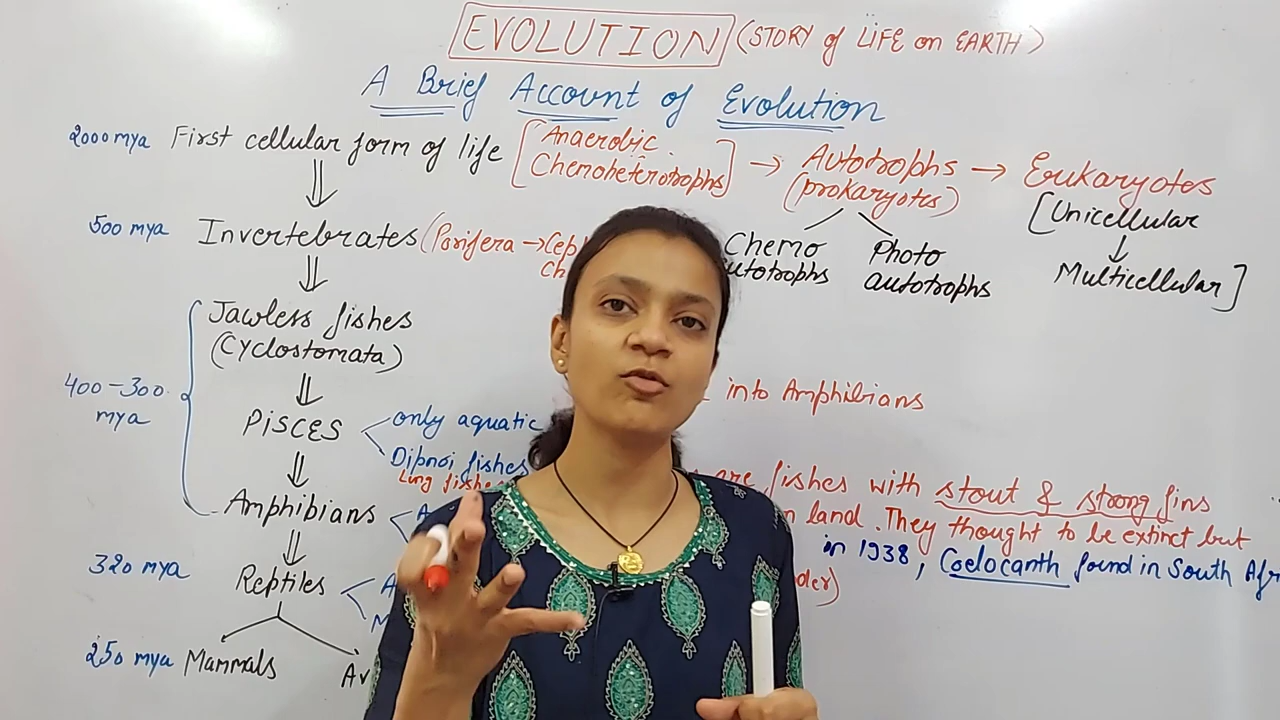 EVOLUTION (STORY of LiFE on EARTH)
A Brief Account of Evolution
2000 mya First cellular form of life [Anaerobic Chemoheterotrophs] → Autotrophs (prokaryotes) → Eukaryotes
[Unicellular
Multicellular]
Chemo
autotrophs
Photo
autotrophs
500 mya Invertebrates (Porifera →
Jawless fishes
(Cyclostomata)
400-300
mya
PISCES
only aquatic
Dipnoi fishes
Lung fishes
into Amphibians
are fishes with stout & strong fins
on land. They thought to be extinct but
in 1938, Coelocanth found in South
Amphibians
320 mya Reptiles
250 mya Mammals